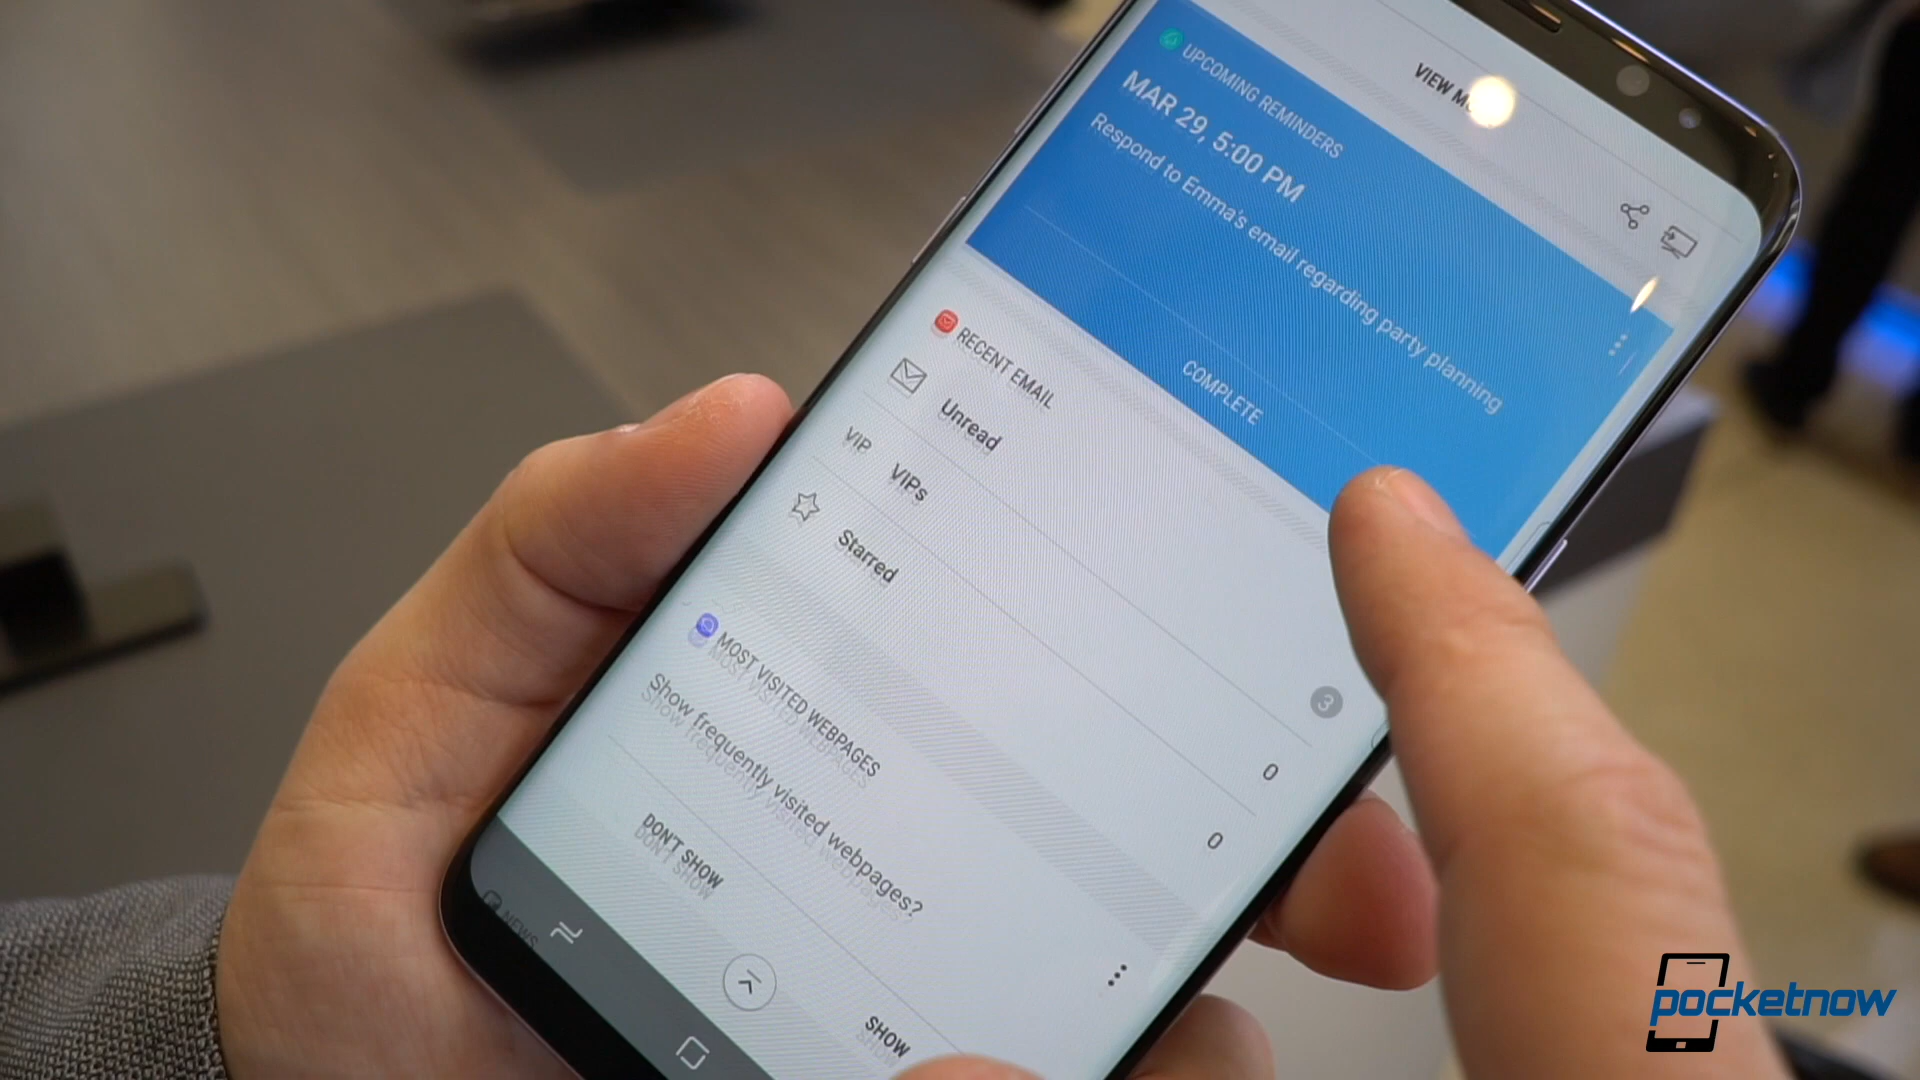 UPCOMING REMINDERS
MAR 29, 5:00 PM
Respond to Emma's email regarding party planning
COMPLETE
RECENT EMAIL
Unread
3
VIP VIPs
0
Starred
0
MOST VISITED WEBPAGES
Show frequently visited webpages?
DON'T SHOW
SHOW
NEWS
VIEW
pocketnow